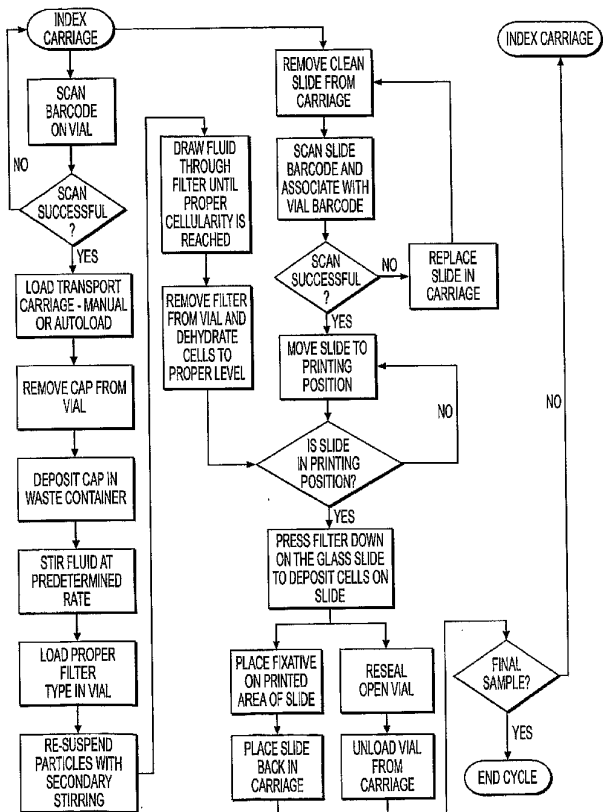 INDEX
CARRIAGE
SCAN
BARCODE
ON VIAL
NO
SCAN
SUCCESSFUL
?
YES
LOAD TRANSPORT
CARRIAGE - MANUAL
OR AUTOLOAD
REMOVE CAP FROM
VIAL
DEPOSIT CAP IN
WASTE CONTAINER
STIR FLUID AT
PREDETERMINED
RATE
LOAD PROPER
FILTER
TYPE IN VIAL
RE-SUSPEND
PARTICLES WITH
SECONDARY
STIRRING
DRAW FLUID
THROUGH
FILTER UNTIL
PROPER
CELLULARITY IS
REACHED
REMOVE FILTER
FROM VIAL AND
DEHYDRATE
CELLS TO
PROPER LEVEL
REMOVE CLEAN
SLIDE FROM
CARRIAGE
SCAN SLIDE
BARCODE AND
ASSOCIATE WITH
VIAL BARCODE
SCAN
SUCCESSFUL
?
NO
REPLACE
SLIDE IN
CARRIAGE
YES
MOVE SLIDE TO
PRINTING
POSITION
NO
IS SLIDE
IN PRINTING
POSITION?
YES
PRESS FILTER DOWN
ON THE GLASS SLIDE
TO DEPOSIT CELLS ON
SLIDE
PLACE FIXATIVE
ON PRINTED
AREA OF SLIDE
PLACE SLIDE
BACK IN
CARRIAGE
RESEAL
OPEN VIAL
UNLOAD VIAL
FROM
CARRIAGE
INDEX CARRIAGE
NO
FINAL
SAMPLE?
YES
END CYCLE